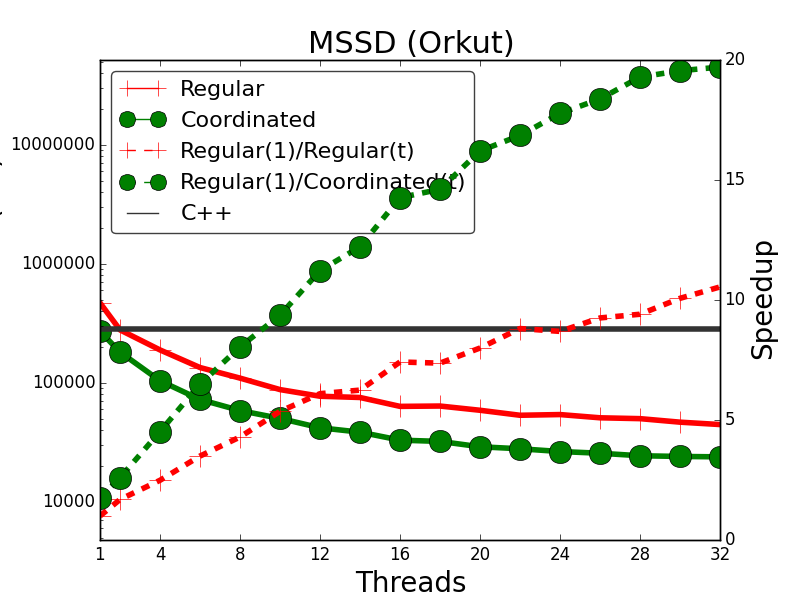 MSSD (Orkut)
Regular
Coordinated
Regular(1)/Regular(t)
Regular(1)/Coordinated(t)
C++
10000000
1000000
100000
10000
20
15
10
5
0
Speedup
1 4 8 12 16 20 24 28 32
Threads